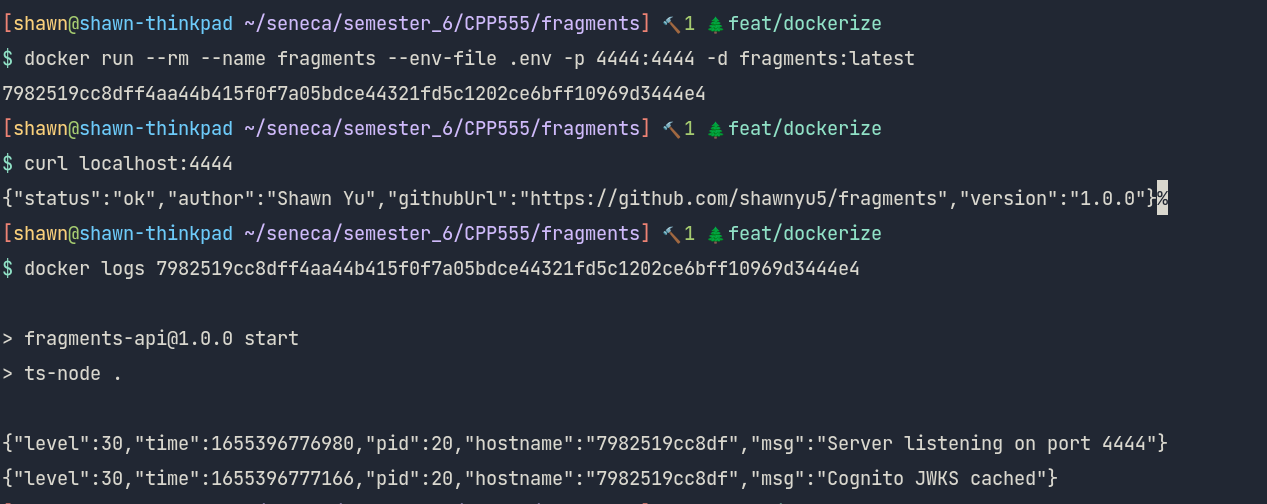 [shawn@shawn-thinkpad ~/seneca/semester_6/CPP555/fragments] 🔨1 🌲feat/dockerize
$ docker run --rm --name fragments --env-file .env -p 4444:4444 -d fragments:latest
7982519cc8dff4aa44b415f0f7a05bdce44321fd5c1202ce6bff10969d3444e4
[shawn@shawn-thinkpad ~/seneca/semester_6/CPP555/fragments] 🔨1 🌲feat/dockerize
$ curl localhost:4444
{"status":"ok","author":"Shawn Yu","githubUrl":"https://github.com/shawnyu5/fragments","version":"1.0.0"}%
[shawn@shawn-thinkpad ~/seneca/semester_6/CPP555/fragments] 🔨1 🌲feat/dockerize
$ docker logs 7982519cc8dff4aa44b415f0f7a05bdce44321fd5c1202ce6bff10969d3444e4
> fragments-api@1.0.0 start
> ts-node .
{"level":30,"time":1655396776980,"pid":20,"hostname":"7982519cc8df","msg":"Server listening on port 4444"}
{"level":30,"time":1655396777166,"pid":20,"hostname":"7982519cc8df","msg":"Cognito JWKS cached"}